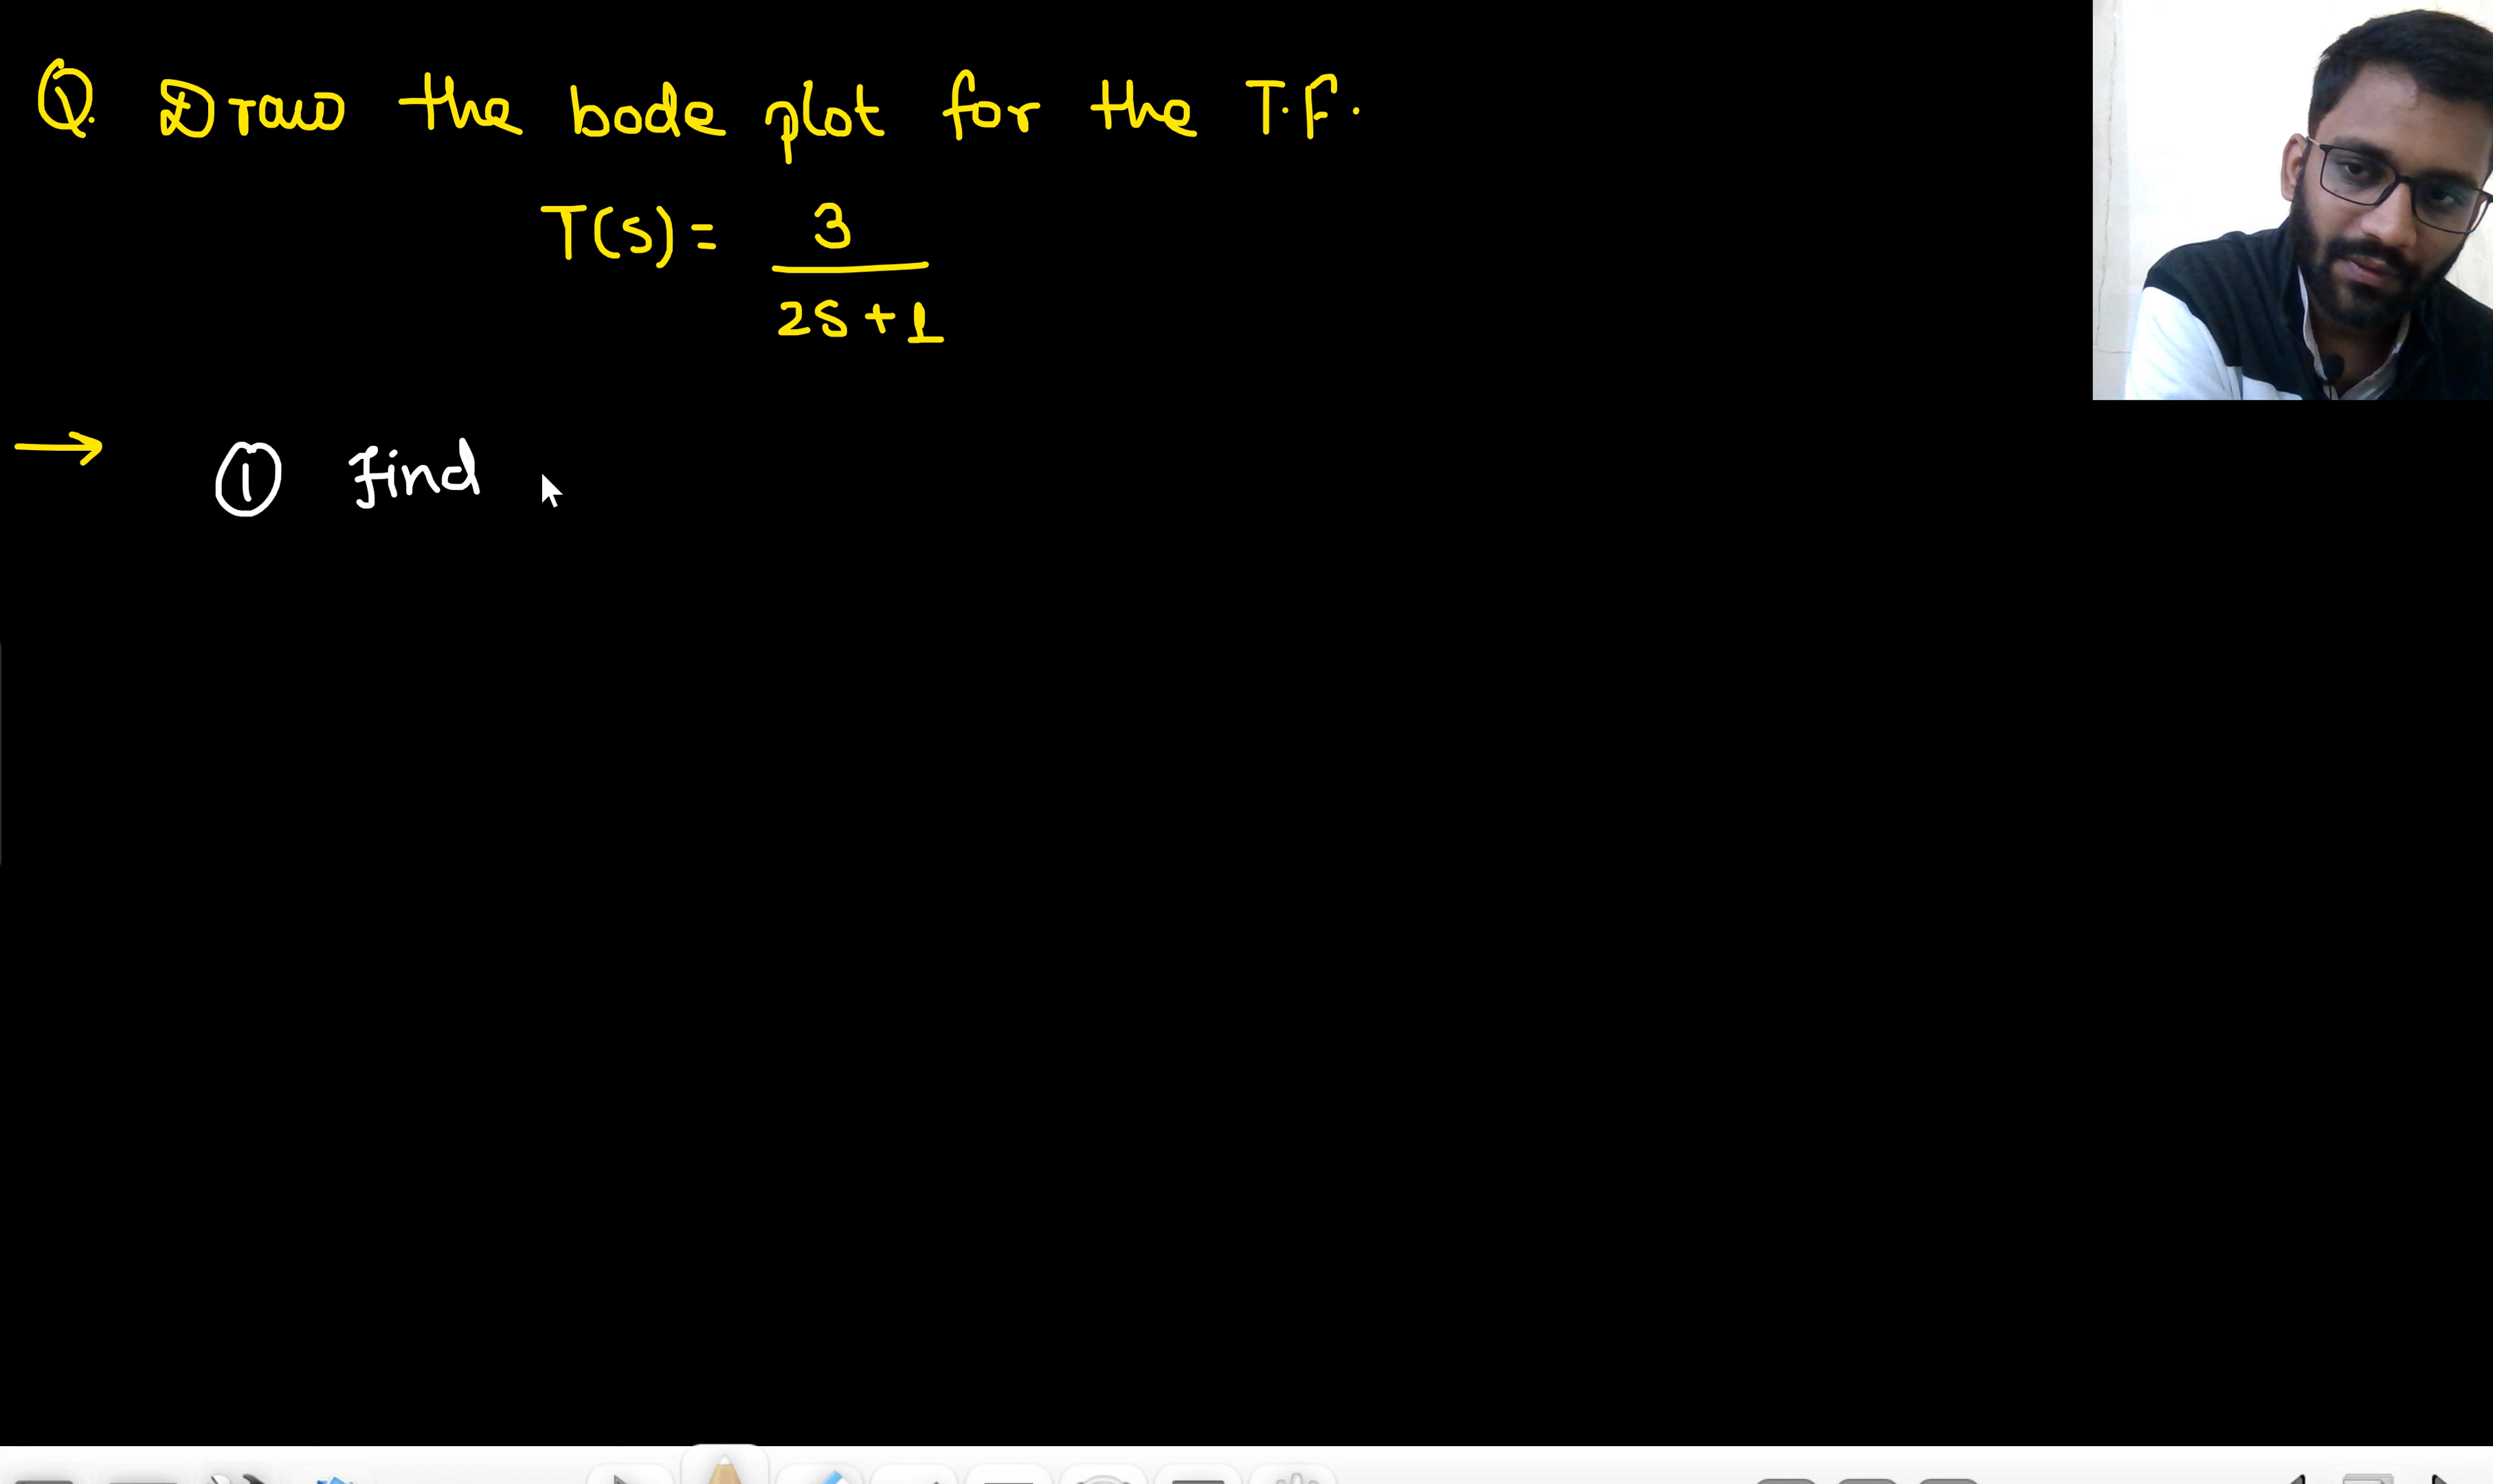 Q. Draw the bode plot for the T.F.
T(s) = 3
2s+1
→ ① Find